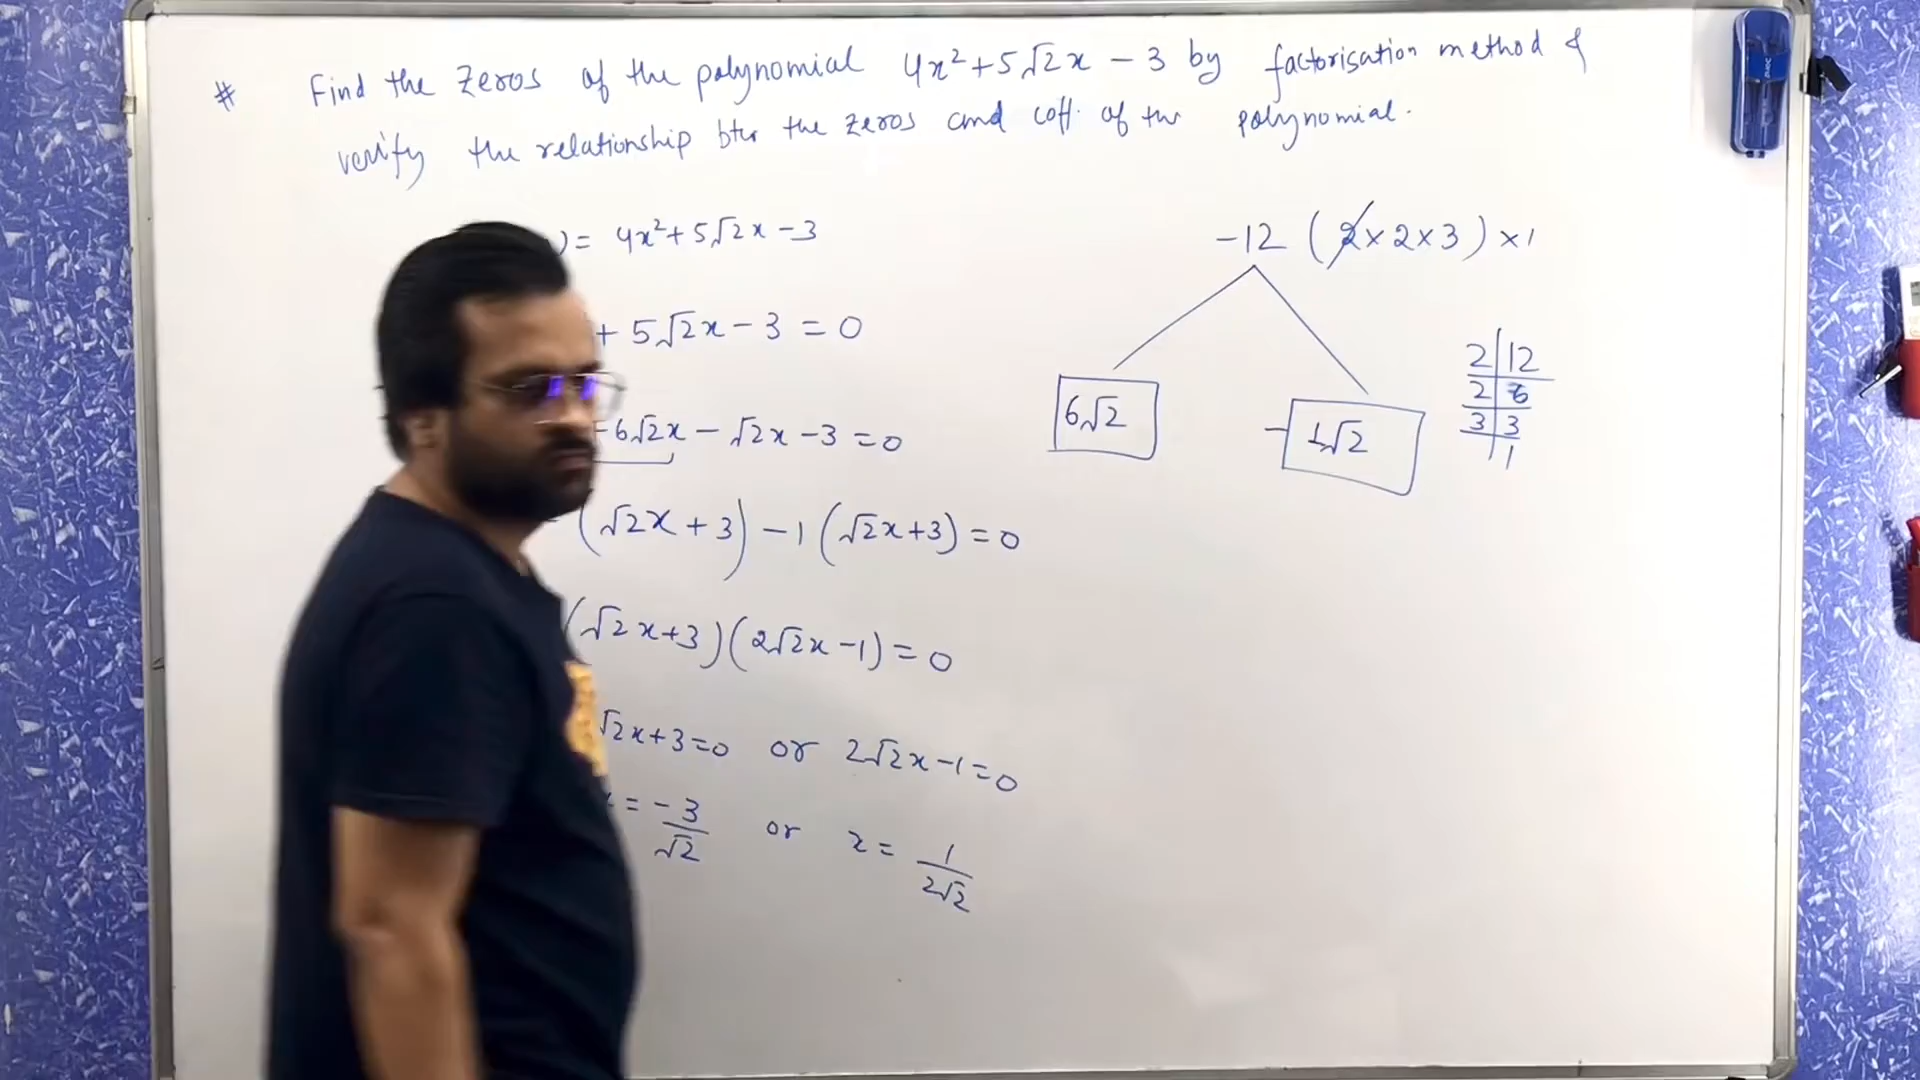 # Find the zeros of the polynomial 4x²+5√2x - 3 by factorisation method &
verify the relationship btw the zeros and coff. of the polynomial.
)= 4x²+5√2x-3
+ 5√2x-3 = 0
6√2x - √2x-3 = 0
(√2x+3) -1(√2x+3) = 0
(√2x+3)(2√2x-1) = 0
√2x+3=0 or 2√2x-1=0
= -3/√2 or x = 1/2√2
-12 (2×2×3)×1
6√2
- 1√2
2|12
2|6
3|3
|1